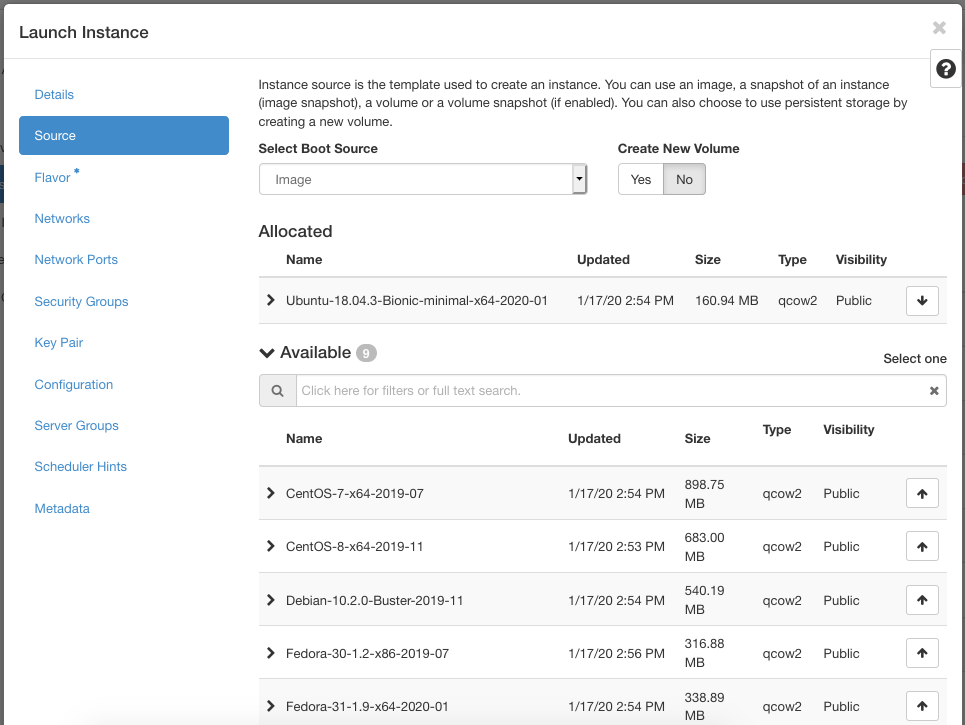 Launch Instance
Details
Source
Flavor *
Networks
Network Ports
Security Groups
Key Pair
Configuration
Server Groups
Scheduler Hints
Metadata
Instance source is the template used to create an instance. You can use an image, a snapshot of an instance
(image snapshot), a volume or a volume snapshot (if enabled). You can also choose to use persistent storage by
creating a new volume.
Select Boot Source
Create New Volume
Image
Yes No
Allocated
Name Updated Size Type Visibility
Ubuntu-18.04.3-Bionic-minimal-x64-2020-01 1/17/20 2:54 PM 160.94 MB qcow2 Public
Available 9
Select one
Click here for filters or full text search.
Name Updated Size Type Visibility
CentOS-7-x64-2019-07 1/17/20 2:54 PM 898.75 MB qcow2 Public
CentOS-8-x64-2019-11 1/17/20 2:53 PM 683.00 MB qcow2 Public
Debian-10.2.0-Buster-2019-11 1/17/20 2:54 PM 540.19 MB qcow2 Public
Fedora-30-1.2-x86-2019-07 1/17/20 2:56 PM 316.88 MB qcow2 Public
Fedora-31-1.9-x64-2020-01 1/17/20 2:54 PM 338.89 MB qcow2 Public